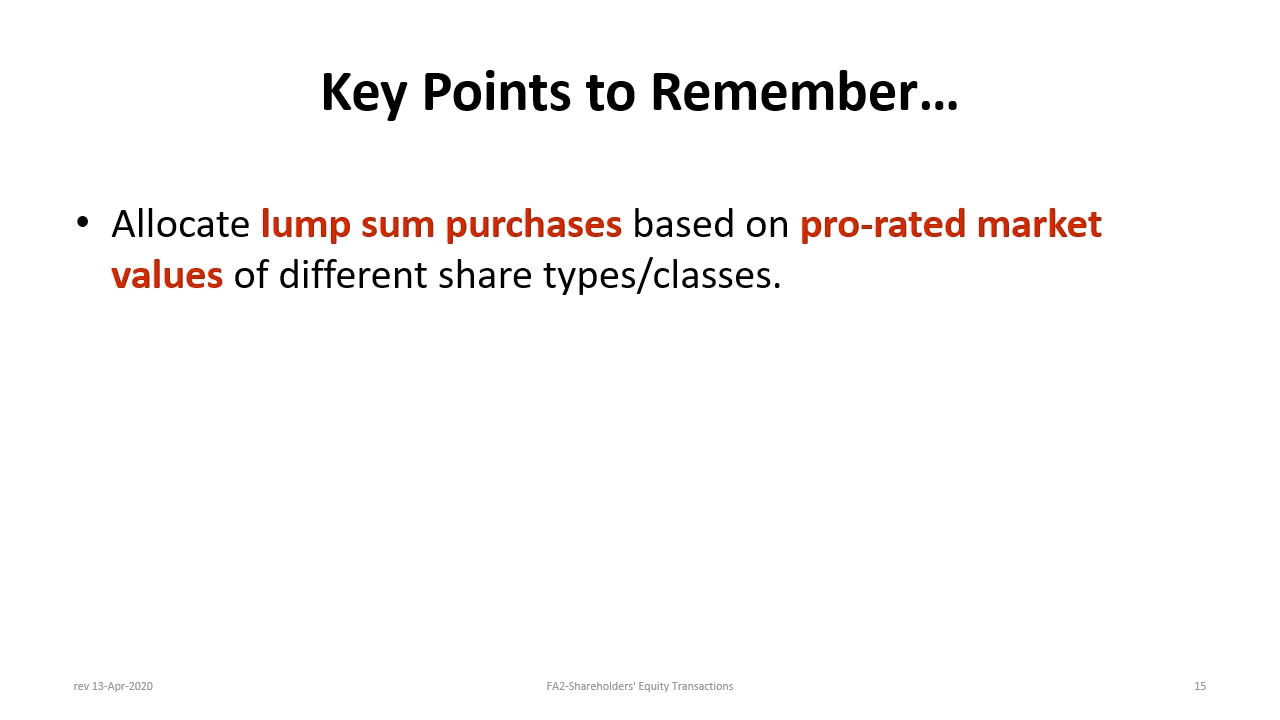 Key Points to Remember...
• Allocate lump sum purchases based on pro-rated market
values of different share types/classes.
rev 13-Apr-2020
FA2-Shareholders' Equity Transactions
15